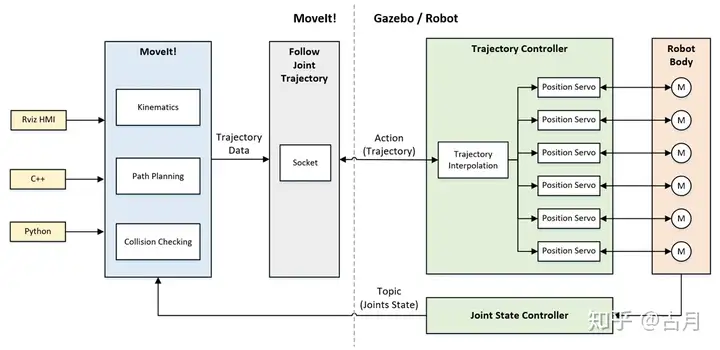 MoveIt!
Gazebo / Robot
MoveIt!
Kinematics
Path Planning
Collision Checking
Rviz HMI
C++
Python
Trajectory
Data
Follow
Joint
Trajectory
Socket
Action
(Trajectory)
Trajectory Controller
Trajectory
Interpolation
Position Servo
Position Servo
Position Servo
Position Servo
Position Servo
Position Servo
Robot
Body
M
M
M
M
M
M
Topic
(Joints State)
Joint State Controller
知乎 @古月